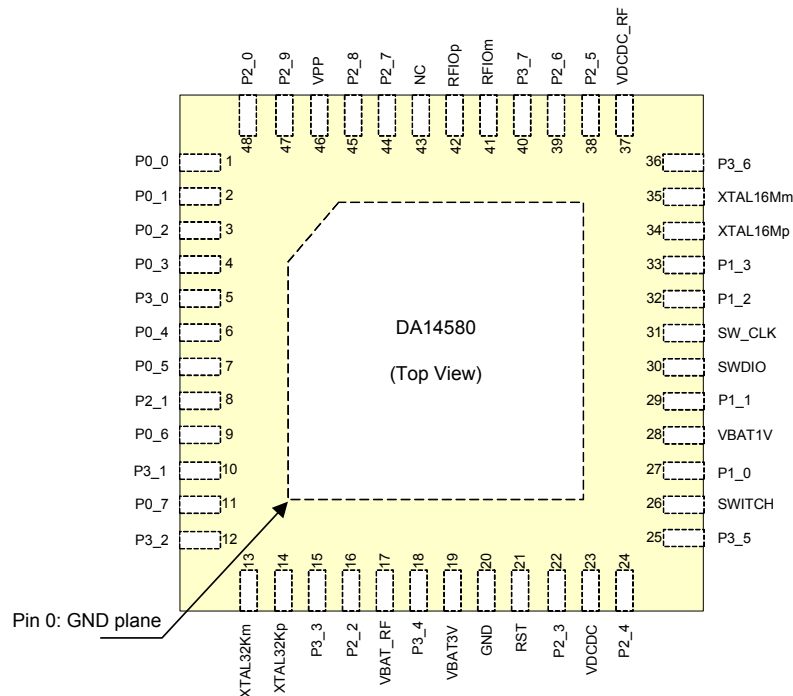 P2_0
P2_9
VPP
P2_8
P2_7
NC
RFIOp
RFIOm
P3_7
P2_6
P2_5
VDCDC_RF
48
47
46
45
44
43
42
41
40
39
38
37
P0_0 1
P0_1 2
P0_2 3
P0_3 4
P3_0 5
P0_4 6
P0_5 7
P2_1 8
P0_6 9
P3_1 10
P0_7 11
P3_2 12
36 P3_6
35 XTAL16Mm
34 XTAL16Mp
33 P1_3
32 P1_2
31 SW_CLK
30 SWDIO
29 P1_1
28 VBAT1V
27 P1_0
26 SWITCH
25 P3_5
DA14580
(Top View)
13
14
15
16
17
18
19
20
21
22
23
24
Pin 0: GND plane
XTAL32Km
XTAL32Kp
P3_3
P2_2
VBAT_RF
P3_4
VBAT3V
GND
RST
P2_3
VDCDC
P2_4